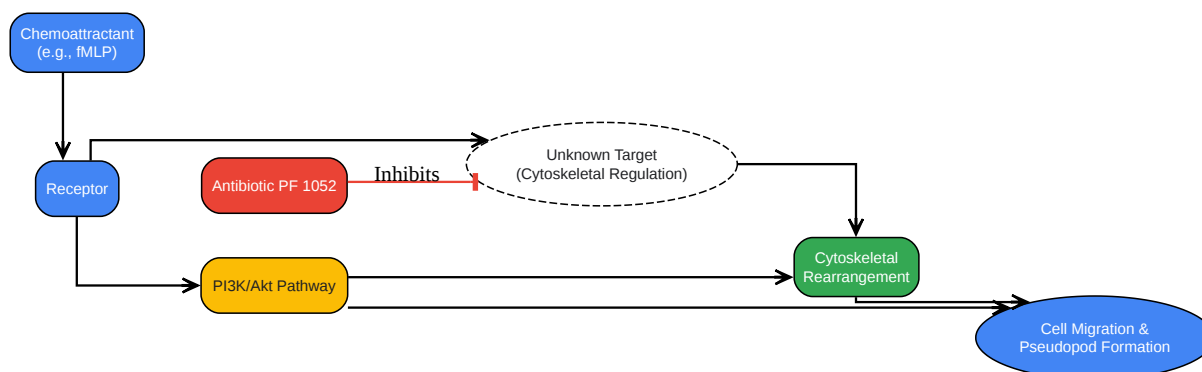 Chemoattractant
(e.g., fMLP)
Unknown Target
(Cytoskeletal Regulation)
Inhibits
Antibiotic PF 1052
Receptor
Cytoskeletal
Rearrangement
PI3K/Akt Pathway
Cell Migration &
Pseudopod Formation